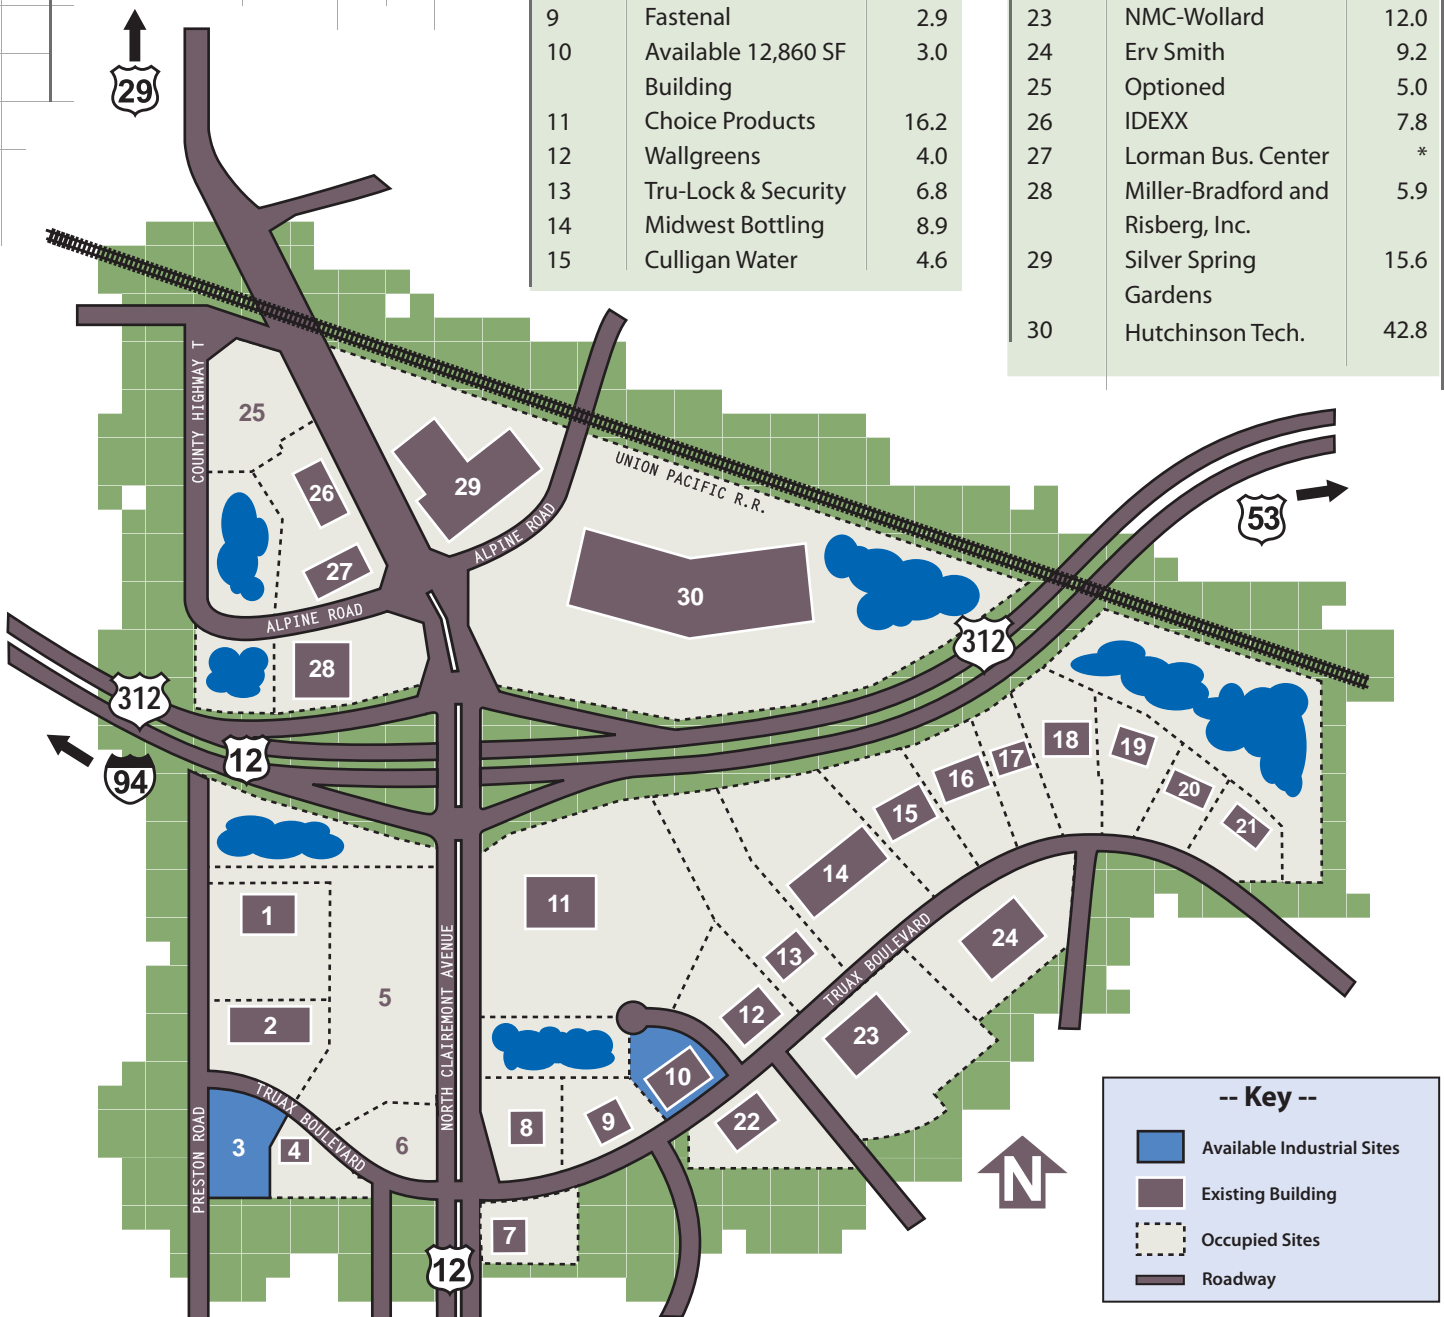 29
9 Fastenal 2.9
10 Available 12,860 SF 3.0
Building
11 Choice Products 16.2
12 Wallgreens 4.0
13 Tru-Lock & Security 6.8
14 Midwest Bottling 8.9
15 Culligan Water 4.6
23 NMC-Wollard 12.0
24 Erv Smith 9.2
25 Optioned 5.0
26 IDEXX 7.8
27 Lorman Bus. Center *
28 Miller-Bradford and 5.9
Risberg, Inc.
29 Silver Spring 15.6
Gardens
30 Hutchinson Tech. 42.8
COUNTY HIGHWAY T
25
26
27
29
ALPINE ROAD
UNION PACIFIC R.R.
53
30
ALPINE ROAD
28
312
312
12
94
18
19
17
16
20
15
21
14
1
11
5
2
13
12
24
TRUAX BOULEVARD
23
NORTH CLAIREMONT AVENUE
10
TRUAX BOULEVARD
PRESTON ROAD
3
4
6
8
9
22
7
12
N
-- Key --
Available Industrial Sites
Existing Building
Occupied Sites
Roadway